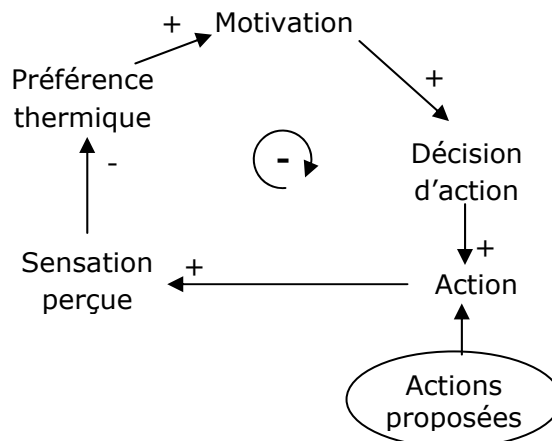 +
Motivation
+
Préférence
thermique
-
-
Décision
d'action
+
Sensation
perçue
+
Action
Actions
proposées